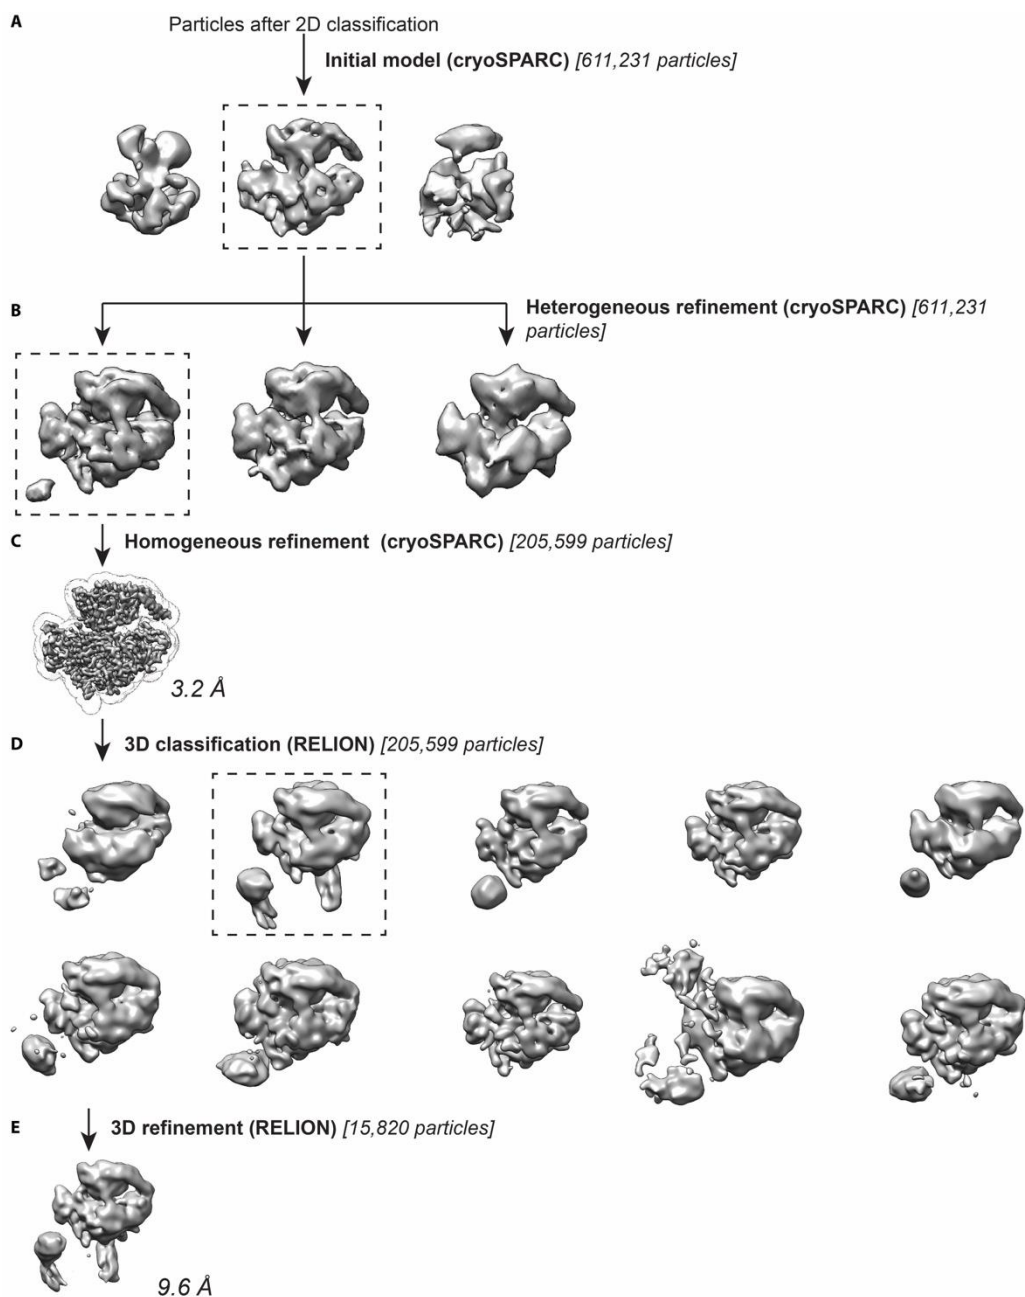 A
Particles after 2D classification
Initial model (cryoSPARC) [611,231 particles]
B
Heterogeneous refinement (cryoSPARC) [611,231
particles]
C
Homogeneous refinement (cryoSPARC) [205,599 particles]
3.2 Å
D
3D classification (RELION) [205,599 particles]
E
3D refinement (RELION) [15,820 particles]
9.6 Å